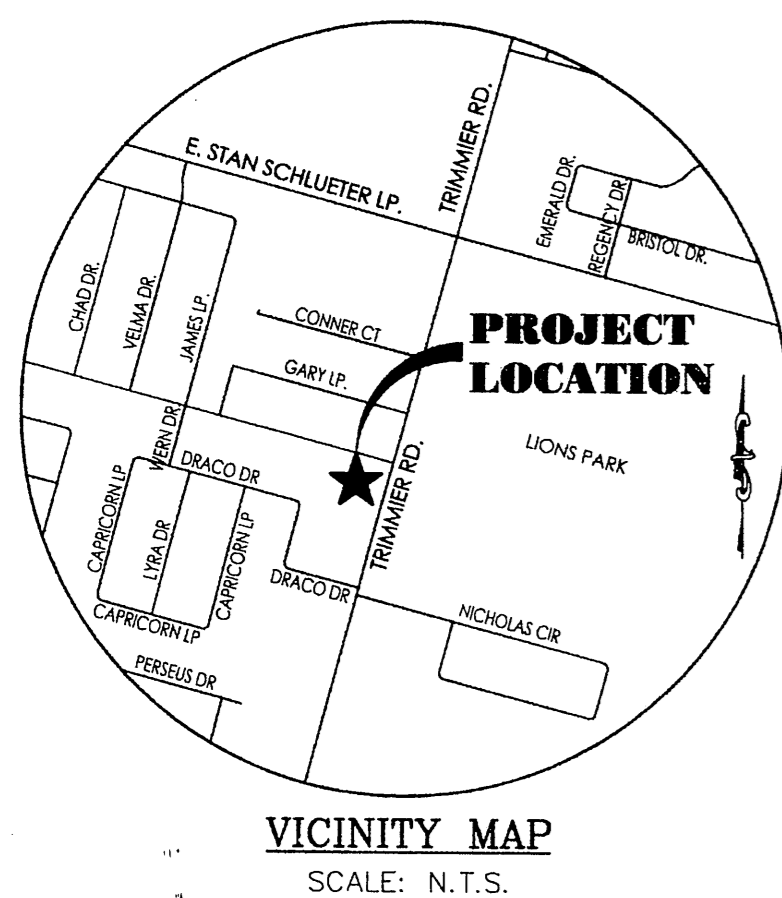 TRIMMIER RD.
E. STAN SCHLUETER LP.
EMERALD DR.
REGENCY DR.
BRISTOL DR.
CHAD DR.
VELMA DR.
JAMES LP.
CONNER CT
GARY LP.
PROJECT
LOCATION
LIONS PARK
WERN DR.
DRACO DR
TRIMMIER RD.
CAPRICORN LP
LYRA DR
CAPRICORN LP
DRACO DR
CAPRICORN LP
NICHOLAS CIR
PERSEUS DR
VICINITY MAP
SCALE: N.T.S.